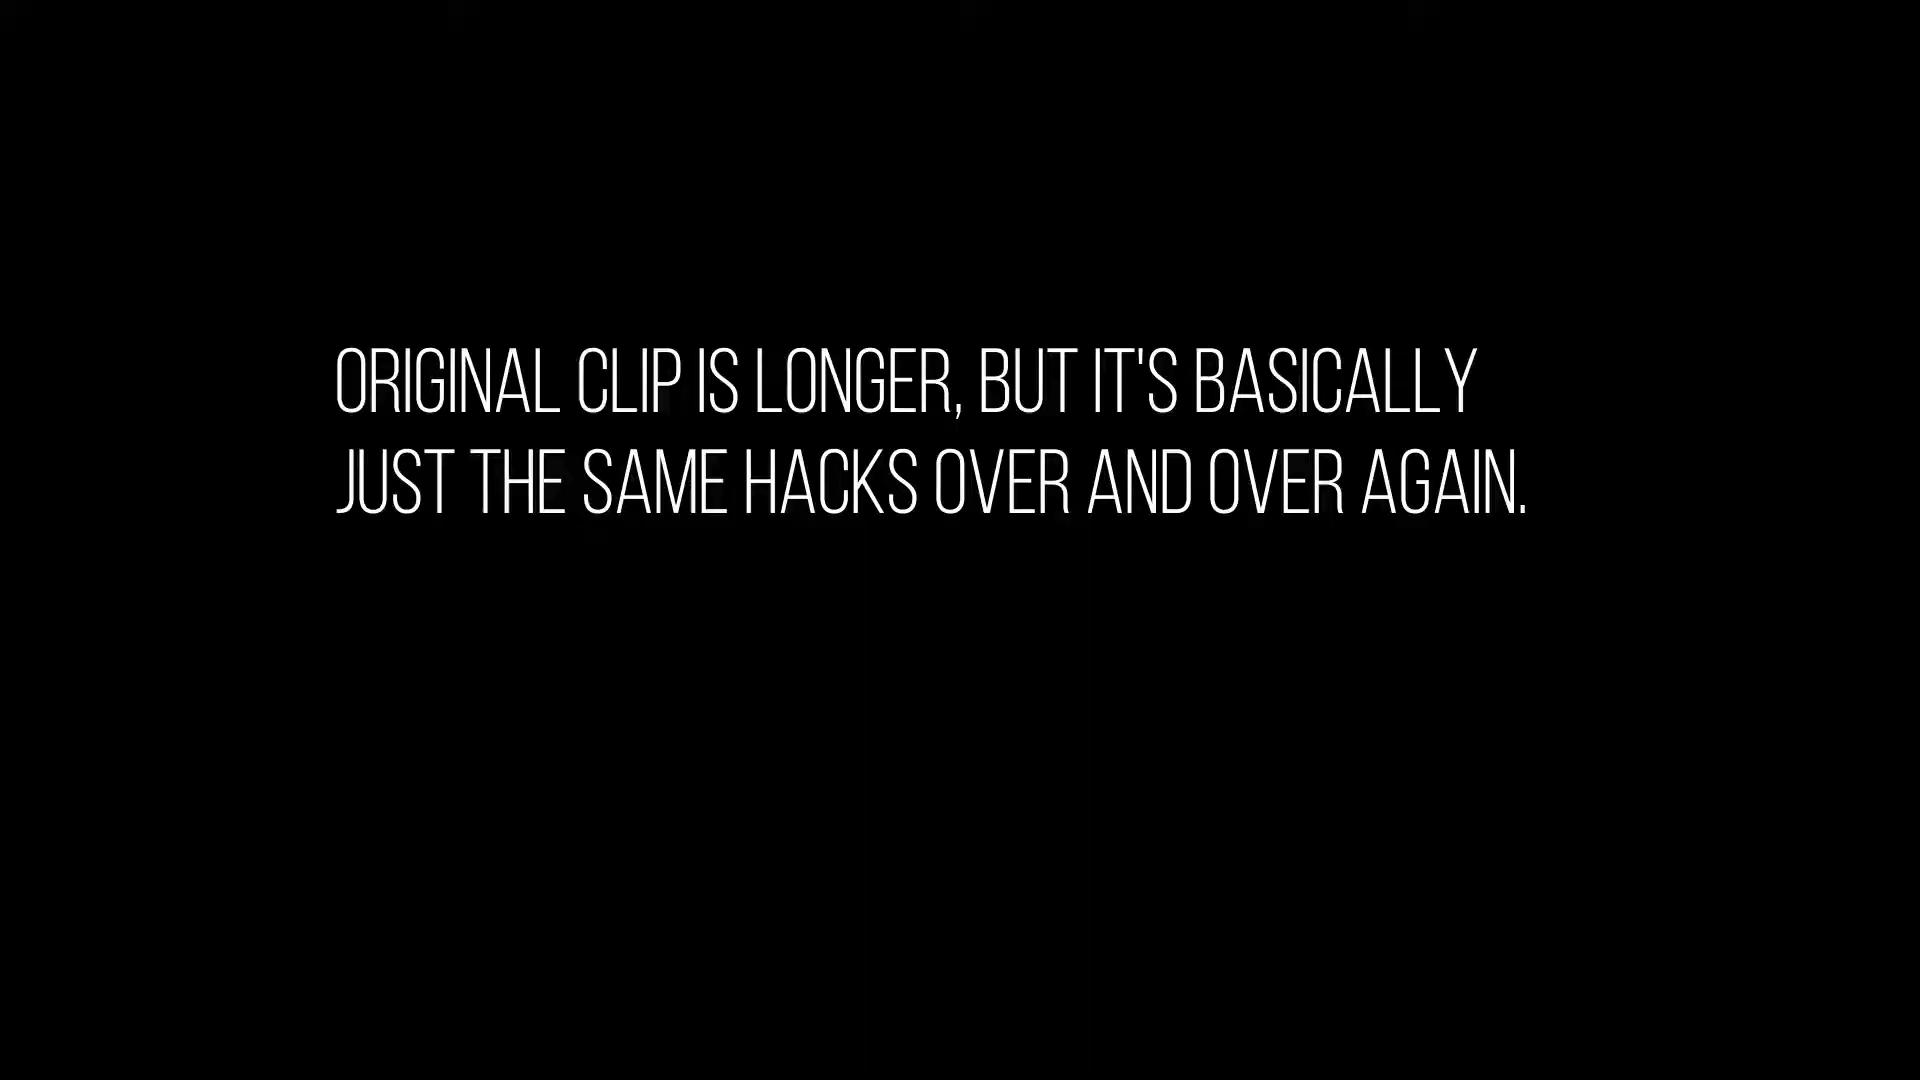 ORIGINAL CLIP IS LONGER, BUT IT'S BASICALLY
JUST THE SAME HACKS OVER AND OVER AGAIN.